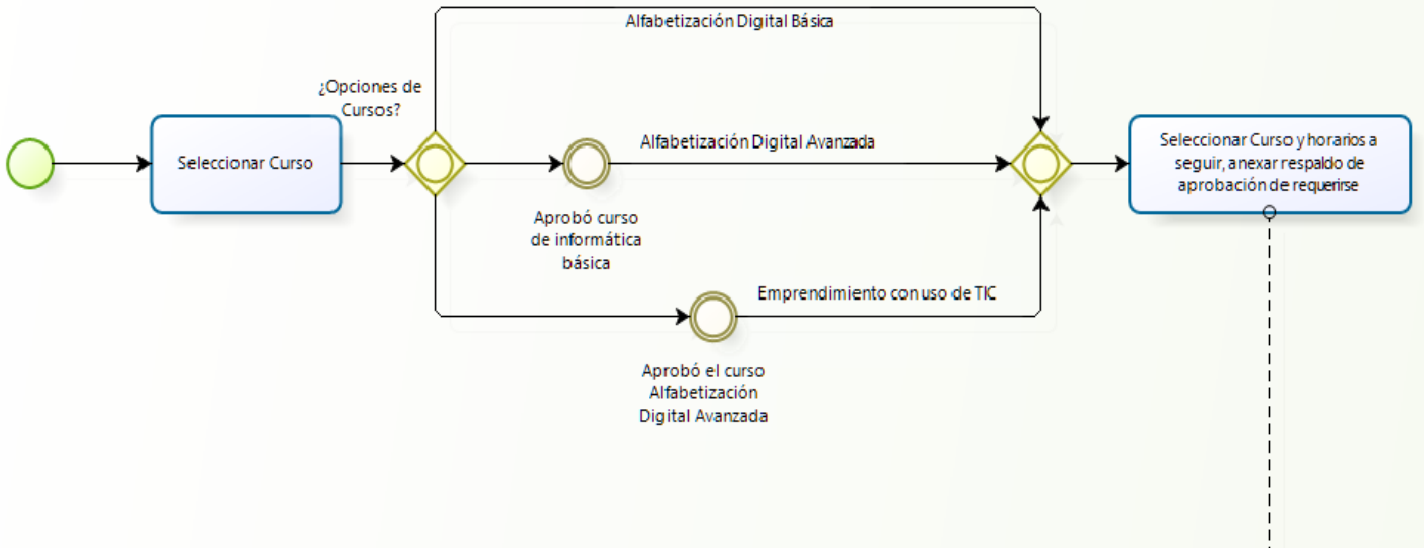 Alfabetización Digital Básica
¿Opciones de
Cursos?
Seleccionar Curso
Alfabetización Digital Avanzada
Aprobó curso
de informática
básica
Emprendimiento con uso de TIC
Aprobó el curso
Alfabetización
Digital Avanzada
Seleccionar Curso y horarios a
seguir, anexar respaldo de
aprobación de requerirse